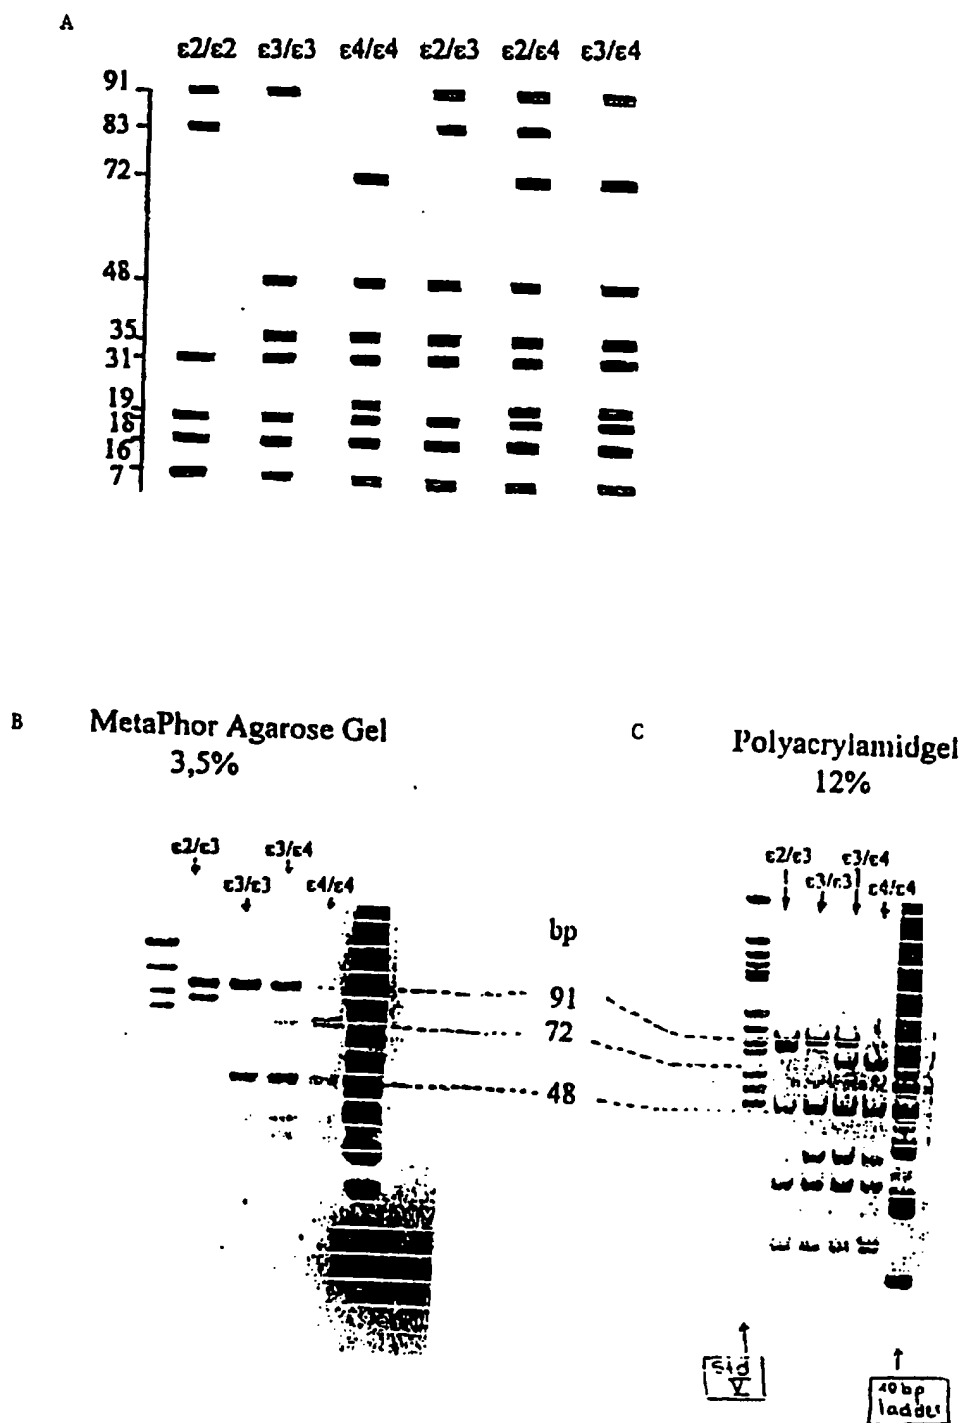 A
ε2/ε2 ε3/ε3 ε4/ε4 ε2/ε3 ε2/ε4 ε3/ε4
91
83
72
48
35
31
19
18
16
7
B
MetaPhor Agarose Gel
3,5%
ε2/ε3 ε3/ε4
ε3/ε3 ε4/ε4
bp
91
72
48
C
Polyacrylamidgel
12%
ε2/ε3 ε3/ε4
ε3/ε3 ε4/ε4
Std
V
10bp
ladder